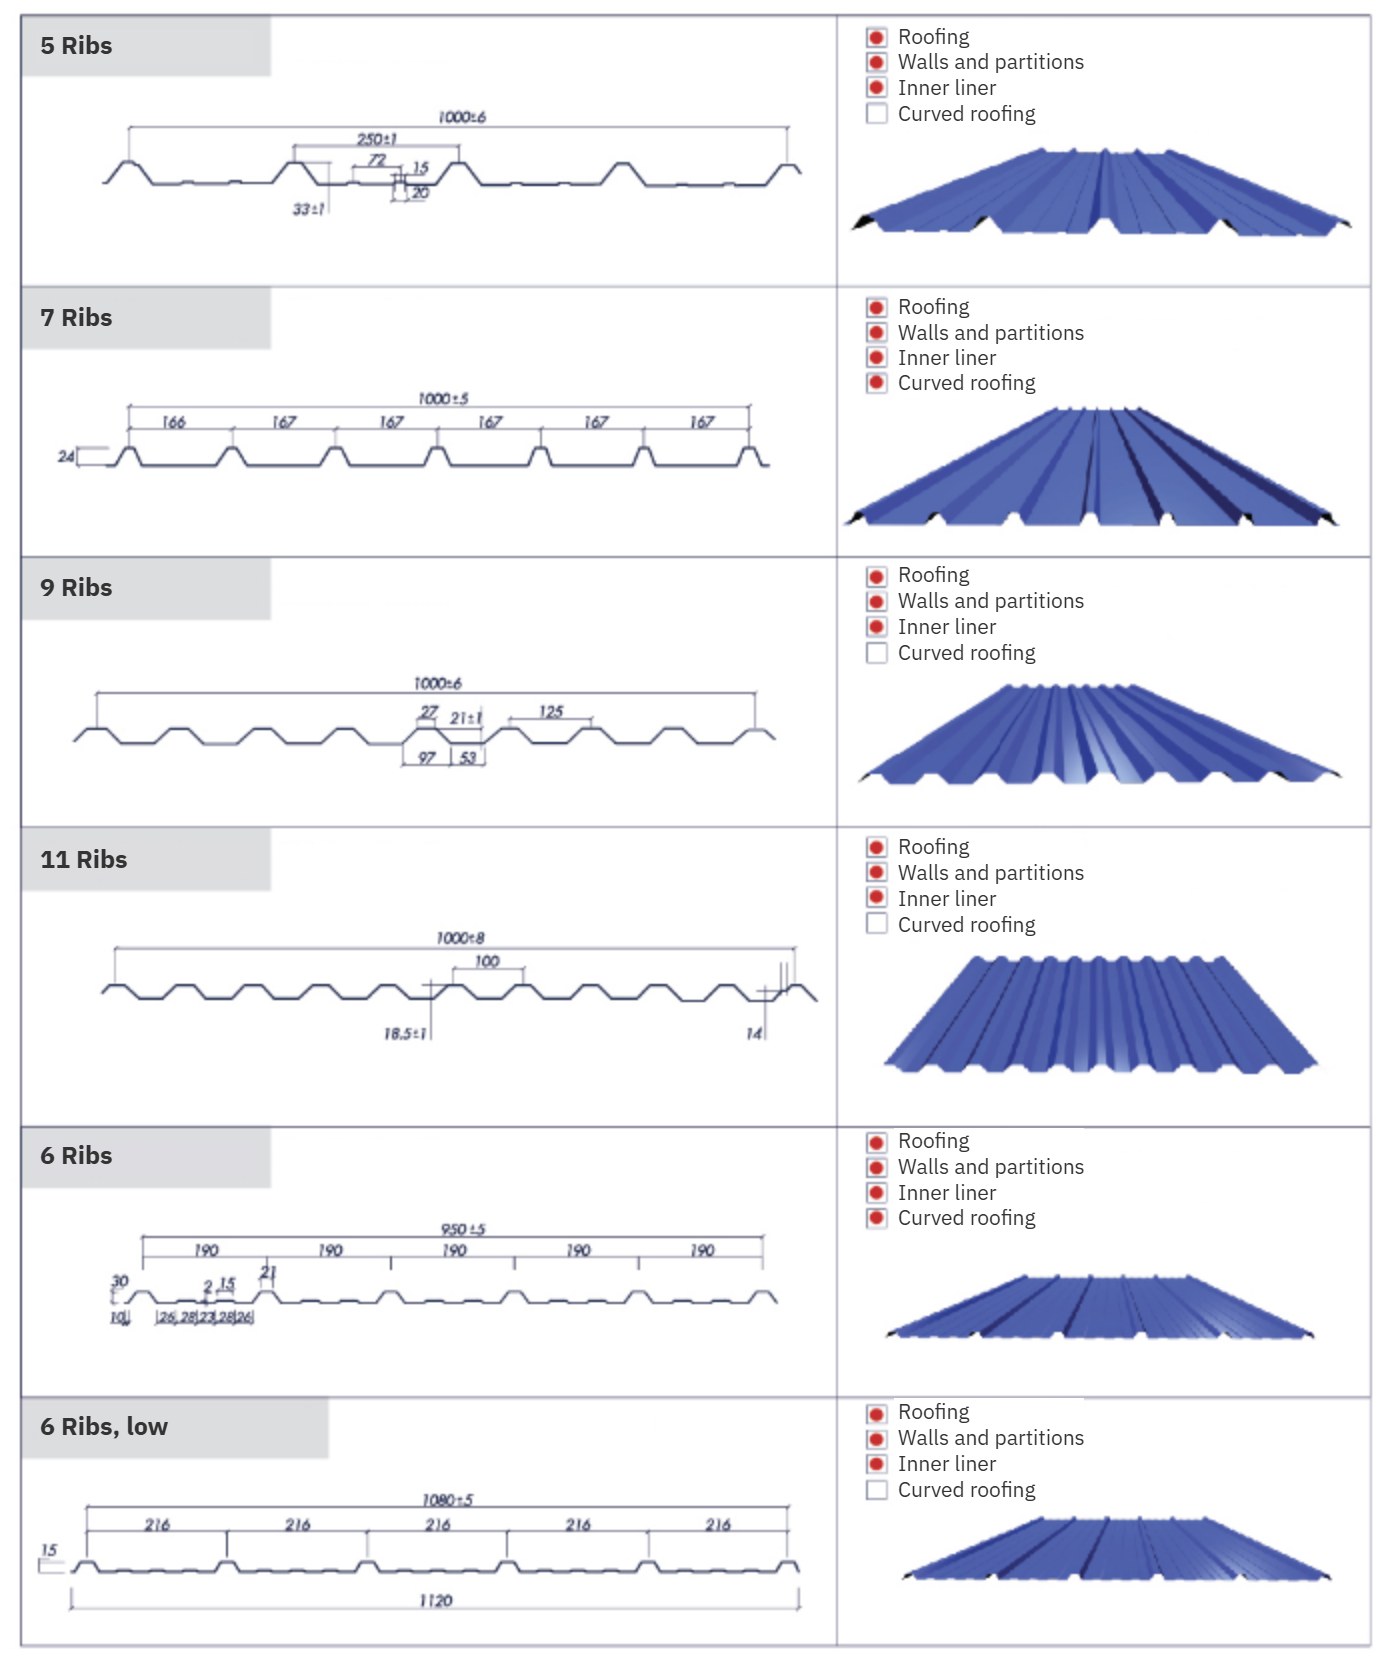 5 Ribs
1000±6
250±1
72
15
20
33±1
Roofing
Walls and partitions
Inner liner
Curved roofing
7 Ribs
1000±5
166 167 167 167 167 167
24
Roofing
Walls and partitions
Inner liner
Curved roofing
9 Ribs
1000±6
27 21±1 125
97 53
Roofing
Walls and partitions
Inner liner
Curved roofing
11 Ribs
1000±8
100
18.5±1 14
Roofing
Walls and partitions
Inner liner
Curved roofing
6 Ribs
950±5
190 190 190 190 190
30 2 15 21
10 26 28 23 28 26
Roofing
Walls and partitions
Inner liner
Curved roofing
6 Ribs, low
1080±5
216 216 216 216 216
15
1120
Roofing
Walls and partitions
Inner liner
Curved roofing